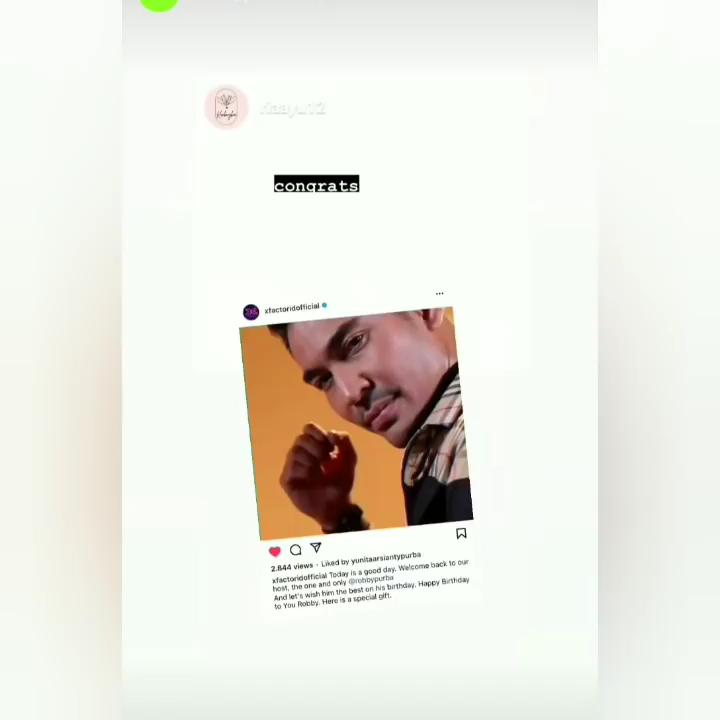 riaayu12
congrats
xfactoridofficial
2.844 views · Liked by yunitaarsiantypurba
xfactoridofficial Today is a good day. Welcome back to our
host, the one and only @robbypurba
And let's wish him the best on his birthday. Happy Birthday
to You Robby. Here is a special gift.